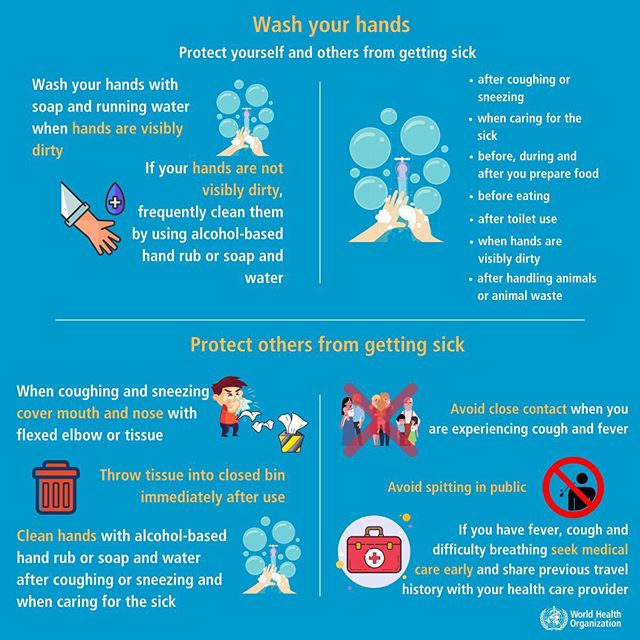 Wash your hands
Protect yourself and others from getting sick
Wash your hands with
soap and running water
when hands are visibly
dirty
If your hands are not
visibly dirty,
frequently clean them
by using alcohol-based
hand rub or soap and
water
• after coughing or
sneezing
• when caring for the
sick
• before, during and
after you prepare food
• before eating
• after toilet use
• when hands are
visibly dirty
• after handling animals
or animal waste
Protect others from getting sick
When coughing and sneezing
cover mouth and nose with
flexed elbow or tissue
Throw tissue into closed bin
immediately after use
Clean hands with alcohol-based
hand rub or soap and water
after coughing or sneezing and
when caring for the sick
Avoid close contact when you
are experiencing cough and fever
Avoid spitting in public
If you have fever, cough and
difficulty breathing seek medical
care early and share previous travel
history with your health care provider
World Health
Organization